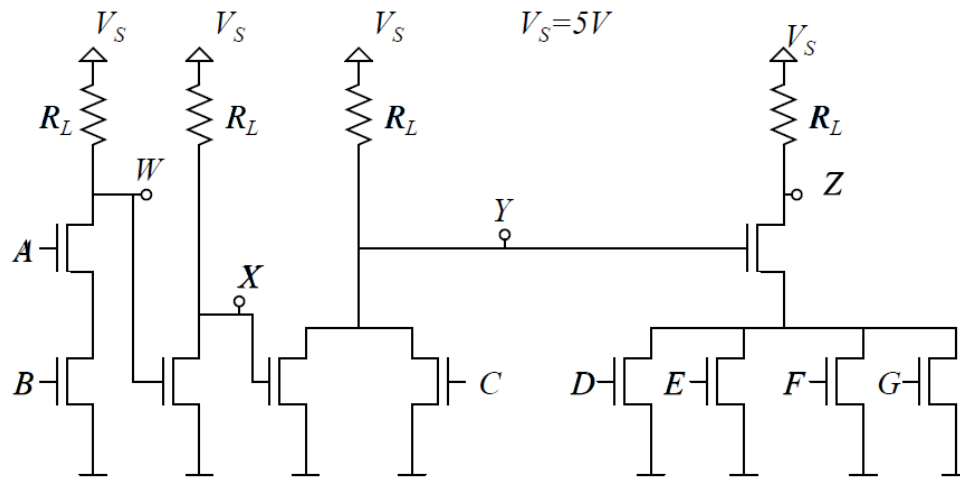 V_S V_S V_S V_S=5V V_S
R_L R_L R_L R_L
W Z
Y
A
X
B C D E F G